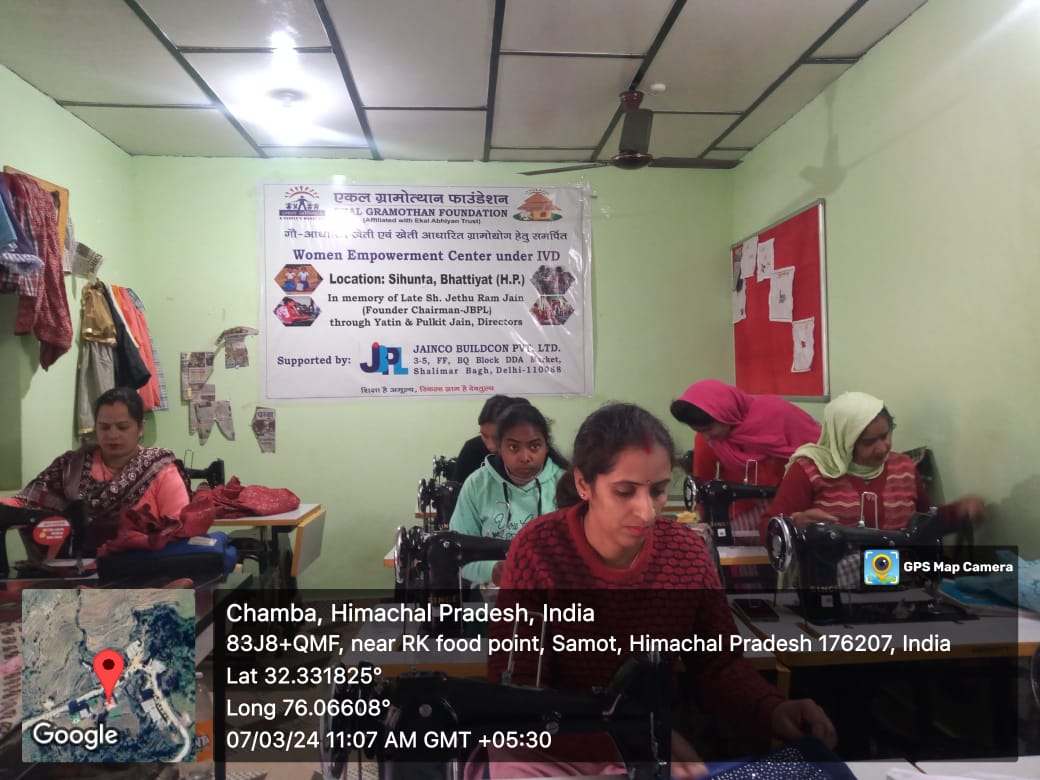 एकल ग्रामोत्थान फाउंडेशन
EKAL GRAMOTHAN FOUNDATION
(Affiliated with Ekal Abhiyan Trust)
गौ-आधारित खेती एवं खेती आधारित ग्रामोद्योग हेतु समर्पित
Women Empowerment Center under IVD
Location: Sihunta, Bhattiyat (H.P.)
In memory of Late Sh. Jethu Ram Jain
(Founder Chairman-JBPL)
through Yatin & Pulkit Jain, Directors
Supported by:
JBPL
JAINCO BUILDCON PVT. LTD.
3-5, FF, BQ Block DDA Market,
Shalimar Bagh, Delhi-110068
शिक्षा है अमूल्य,
SINGER
GPS Map Camera
Chamba, Himachal Pradesh, India
83J8+QMF, near RK food point, Samot, Himachal Pradesh 176207, India
Lat 32.331825°
Long 76.06608°
07/03/24 11:07 AM GMT +05:30
Google